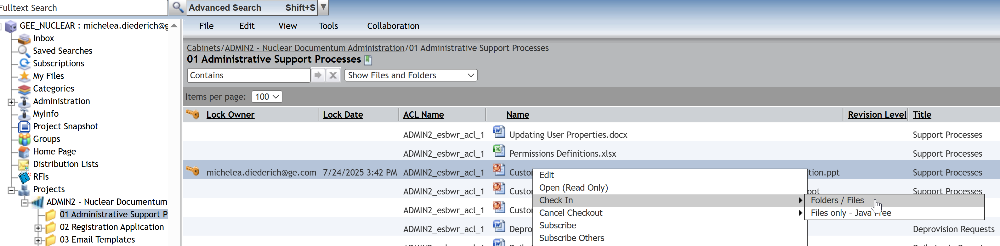 Fulltext Search
Advanced Search Shift+S
GEE_NUCLEAR : michelea.diederich@g
Inbox
Saved Searches
Subscriptions
My Files
Categories
Administration
MyInfo
Project Snapshot
Groups
Home Page
Distribution Lists
RFIs
Projects
ADMIN2 - Nuclear Documentum
01 Administrative Support P
02 Registration Application
03 Email Templates
File Edit View Tools Collaboration
Cabinets/ADMIN2 - Nuclear Documentum Administration/01 Administrative Support Processes
01 Administrative Support Processes
Contains Show Files and Folders
Items per page: 100
Lock Owner Lock Date ACL Name Name Revision Level Title
ADMIN2_esbwr_acl_1 Updating User Properties.docx Support Processes
ADMIN2_esbwr_acl_1 Permissions Definitions.xlsx Support Processes
michelea.diederich@ge.com 7/24/2025 3:42 PM ADMIN2_esbwr_acl_1 Custo tion.ppt Support Processes
ADMIN2_esbwr_acl_1 Custo ppt Support Processes
ADMIN2_esbwr_acl_1 Custo
ADMIN2_esbwr_acl_1 Depro Deprovision Requests
Edit
Open (Read Only)
Check In
Cancel Checkout
Subscribe
Subscribe Others
Folders / Files
Files only - Java Free